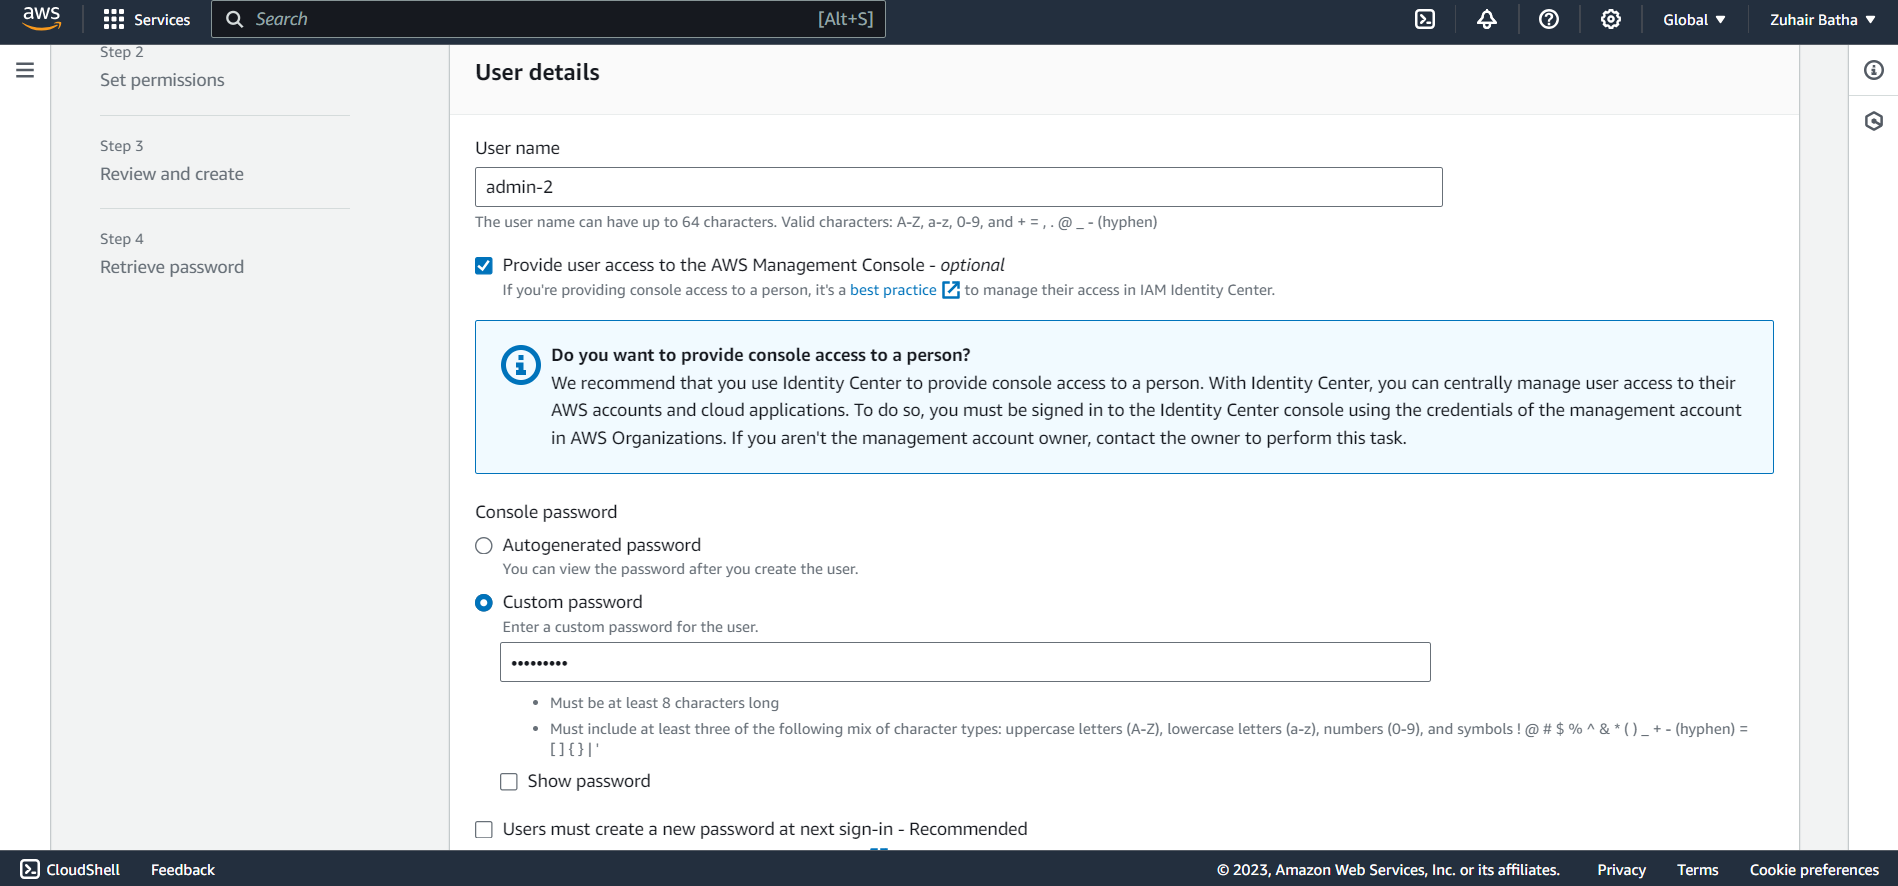 aws
Services
Search
[Alt+S]
Global
Zuhair Batha
Step 2
Set permissions
Step 3
Review and create
Step 4
Retrieve password
User details
User name
admin-2
The user name can have up to 64 characters. Valid characters: A-Z, a-z, 0-9, and + = , . @ _ - (hyphen)
Provide user access to the AWS Management Console - optional
If you're providing console access to a person, it's a best practice to manage their access in IAM Identity Center.
Do you want to provide console access to a person?
We recommend that you use Identity Center to provide console access to a person. With Identity Center, you can centrally manage user access to their
AWS accounts and cloud applications. To do so, you must be signed in to the Identity Center console using the credentials of the management account
in AWS Organizations. If you aren't the management account owner, contact the owner to perform this task.
Console password
Autogenerated password
You can view the password after you create the user.
Custom password
Enter a custom password for the user.
•••••••••
• Must be at least 8 characters long
• Must include at least three of the following mix of character types: uppercase letters (A-Z), lowercase letters (a-z), numbers (0-9), and symbols ! @ # $ % ^ & * ( ) _ + - (hyphen) =
[ ] { } | '
Show password
Users must create a new password at next sign-in - Recommended
CloudShell
Feedback
© 2023, Amazon Web Services, Inc. or its affiliates.
Privacy
Terms
Cookie preferences